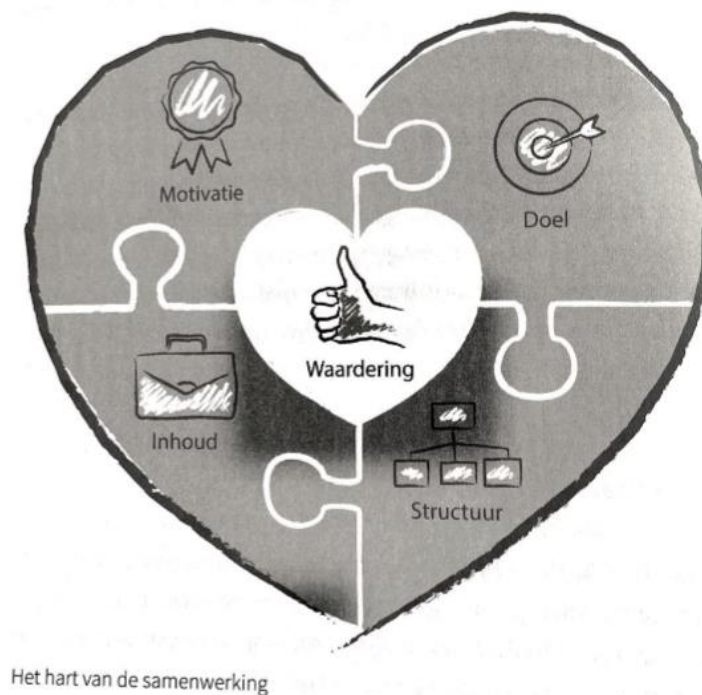 Motivatie
Doel
Waardering
Inhoud
Structuur
Het hart van de samenwerking